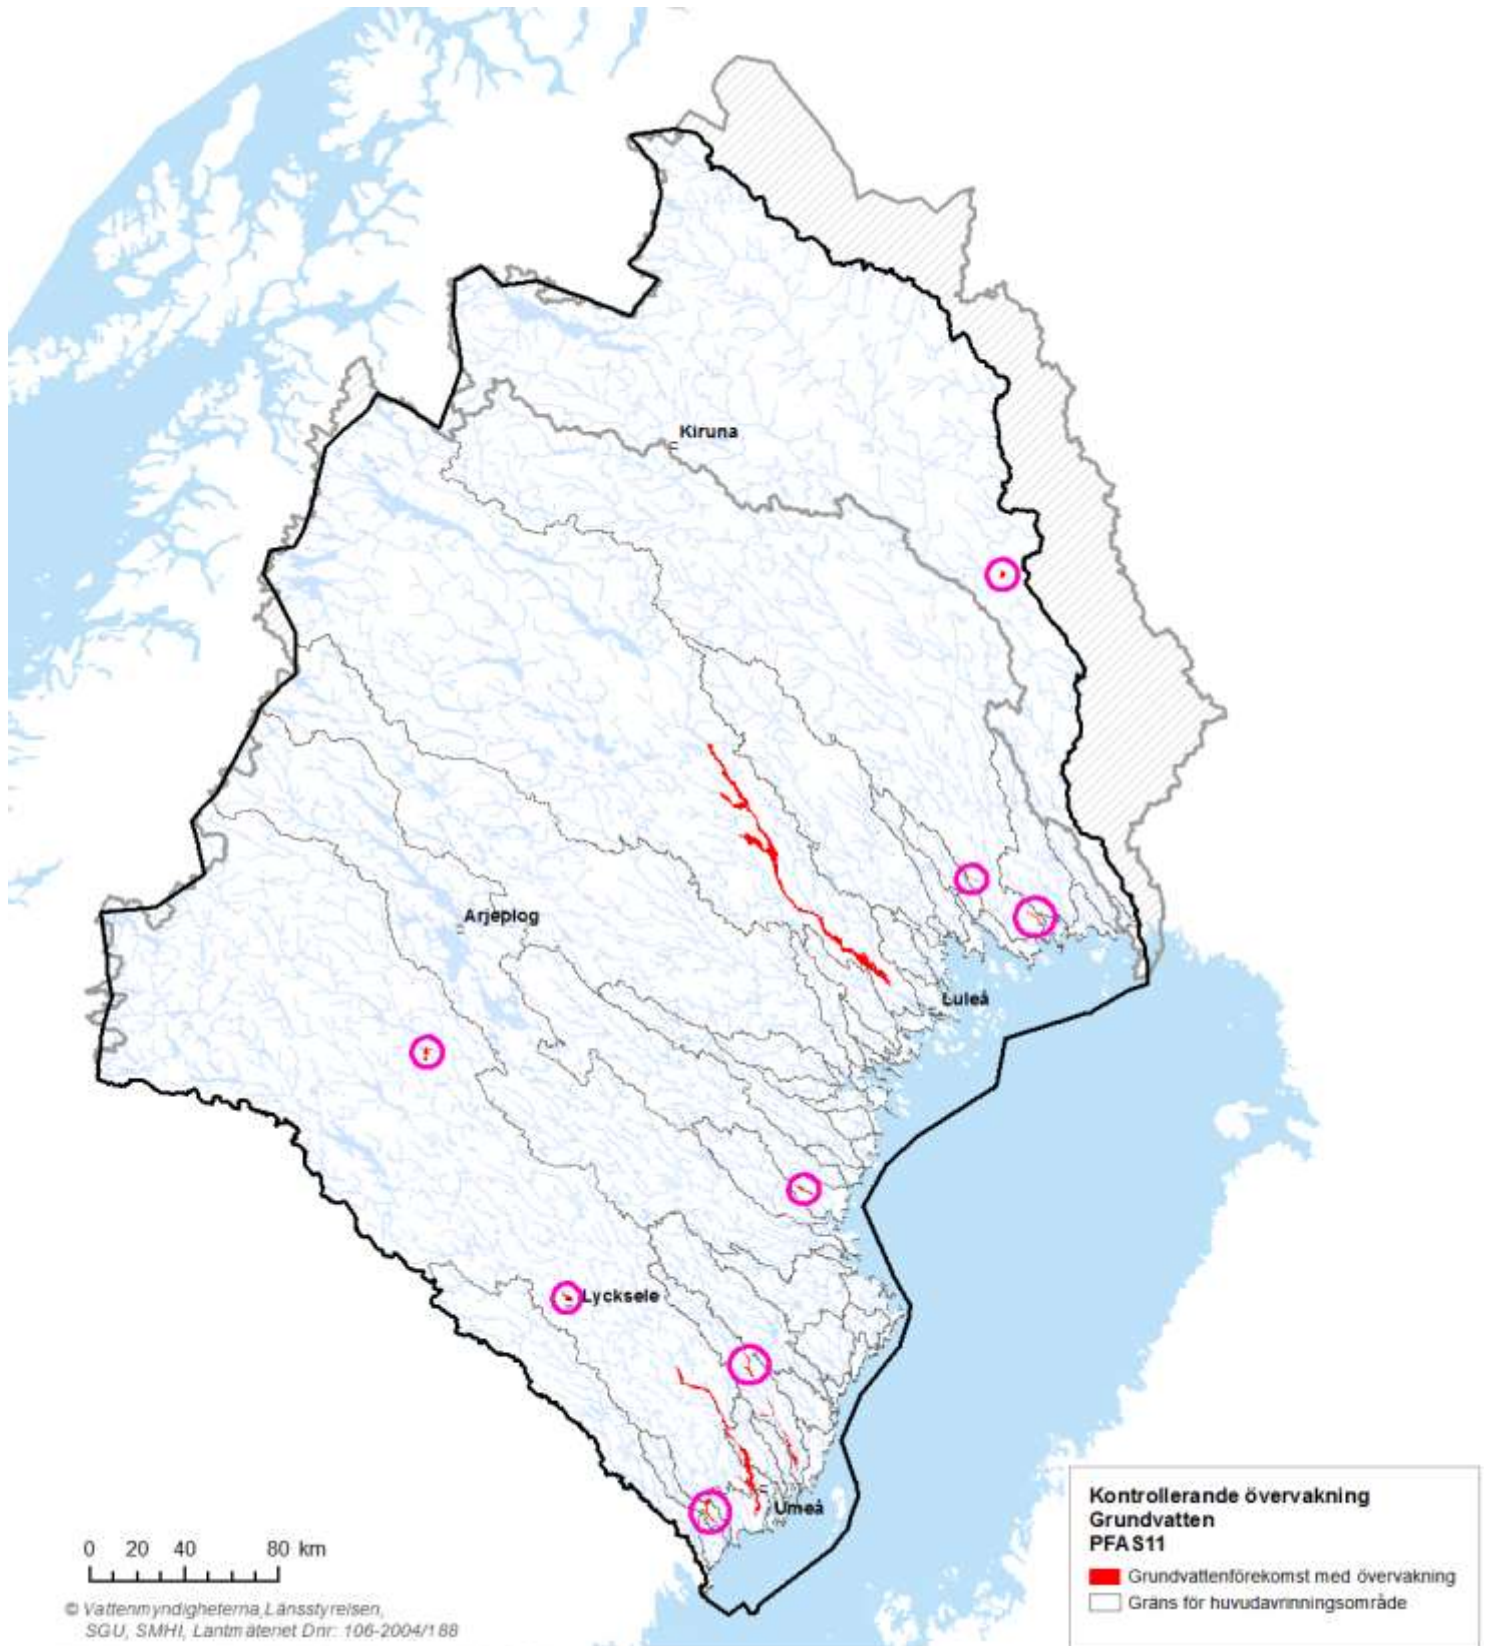 Kiruna
Arjeplog
Luleå
Lycksele
Umeå
Kontrollerande övervakning
Grundvatten
PFAS11
Grundvattenförekomst med övervakning
Gräns för huvudavrinningsområde
0 20 40 80 km
© Vattenmyndigheterna,Länsstyrelsen,
SGU, SMHI, Lantmäteriet Dnr: 106-2004/188